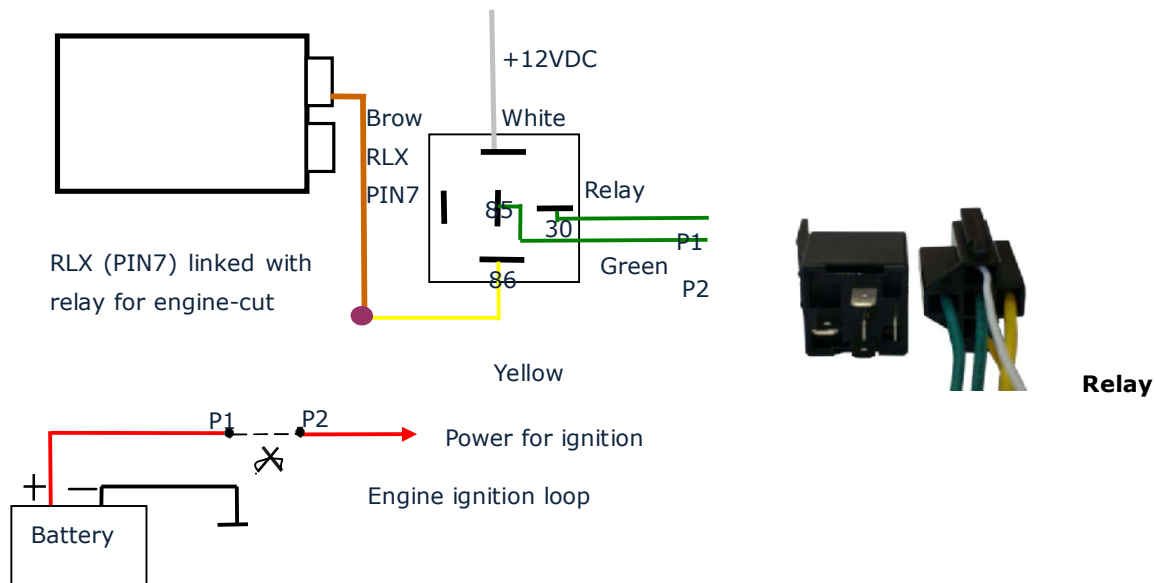 +12VDC
Brow
White
RLX
PIN7
Relay
85
30
P1
Green
86
P2
RLX (PIN7) linked with
relay for engine-cut
Yellow
Relay
P1
P2
Power for ignition
+
—
Engine ignition loop
Battery